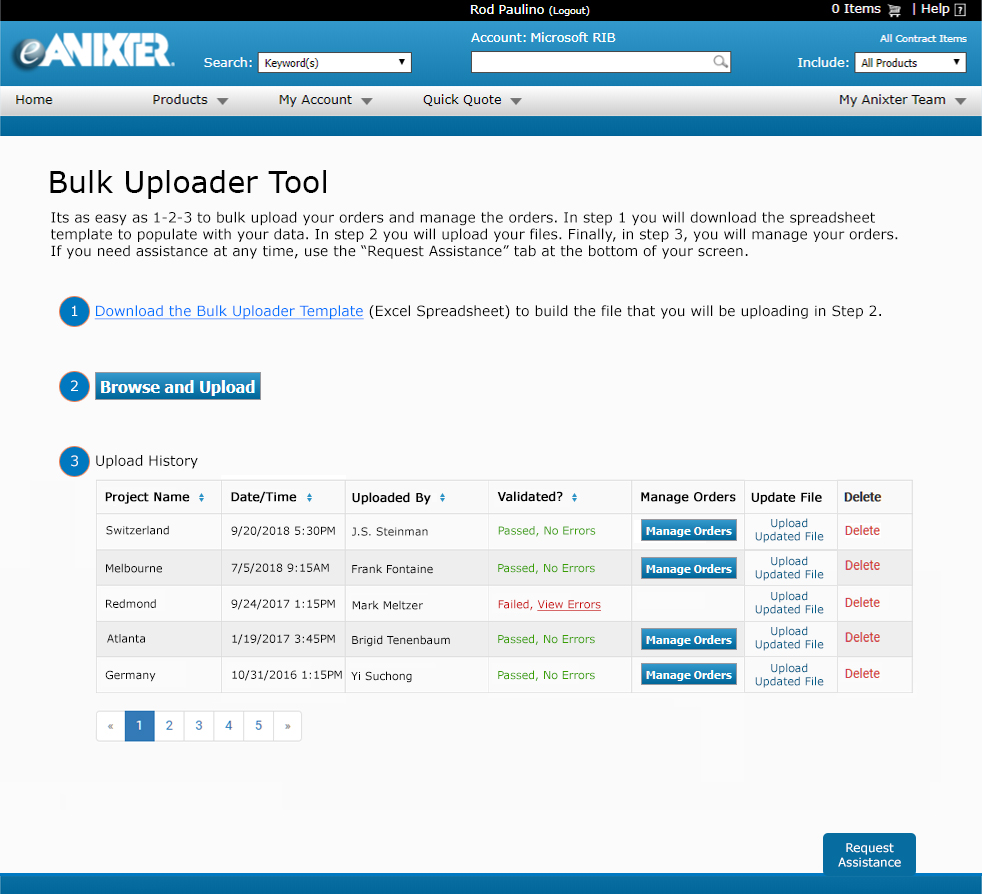 Rod Paulino (Logout)
0 Items | Help ?
eANIXTER.
Account: Microsoft RIB
All Contract Items
Search: Keyword(s)
Include: All Products
Home Products My Account Quick Quote My Anixter Team
Bulk Uploader Tool
Its as easy as 1-2-3 to bulk upload your orders and manage the orders. In step 1 you will download the spreadsheet
template to populate with your data. In step 2 you will upload your files. Finally, in step 3, you will manage your orders.
If you need assistance at any time, use the “Request Assistance” tab at the bottom of your screen.
1 Download the Bulk Uploader Template (Excel Spreadsheet) to build the file that you will be uploading in Step 2.
2 Browse and Upload
3 Upload History
Project Name Date/Time Uploaded By Validated? Manage Orders Update File Delete
Switzerland 9/20/2018 5:30PM J.S. Steinman Passed, No Errors Manage Orders Upload Updated File Delete
Melbourne 7/5/2018 9:15AM Frank Fontaine Passed, No Errors Manage Orders Upload Updated File Delete
Redmond 9/24/2017 1:15PM Mark Meltzer Failed, View Errors Upload Updated File Delete
Atlanta 1/19/2017 3:45PM Brigid Tenenbaum Passed, No Errors Manage Orders Upload Updated File Delete
Germany 10/31/2016 1:15PM Yi Suchong Passed, No Errors Manage Orders Upload Updated File Delete
« 1 2 3 4 5 »
Request
Assistance